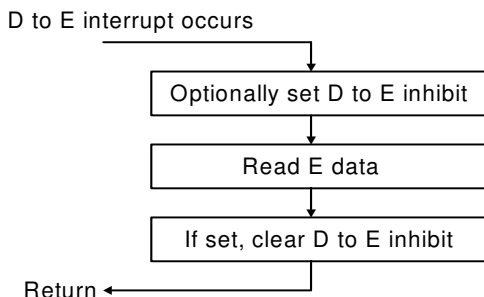 D to E interrupt occurs
Optionally set D to E inhibit
Read E data
If set, clear D to E inhibit
Return